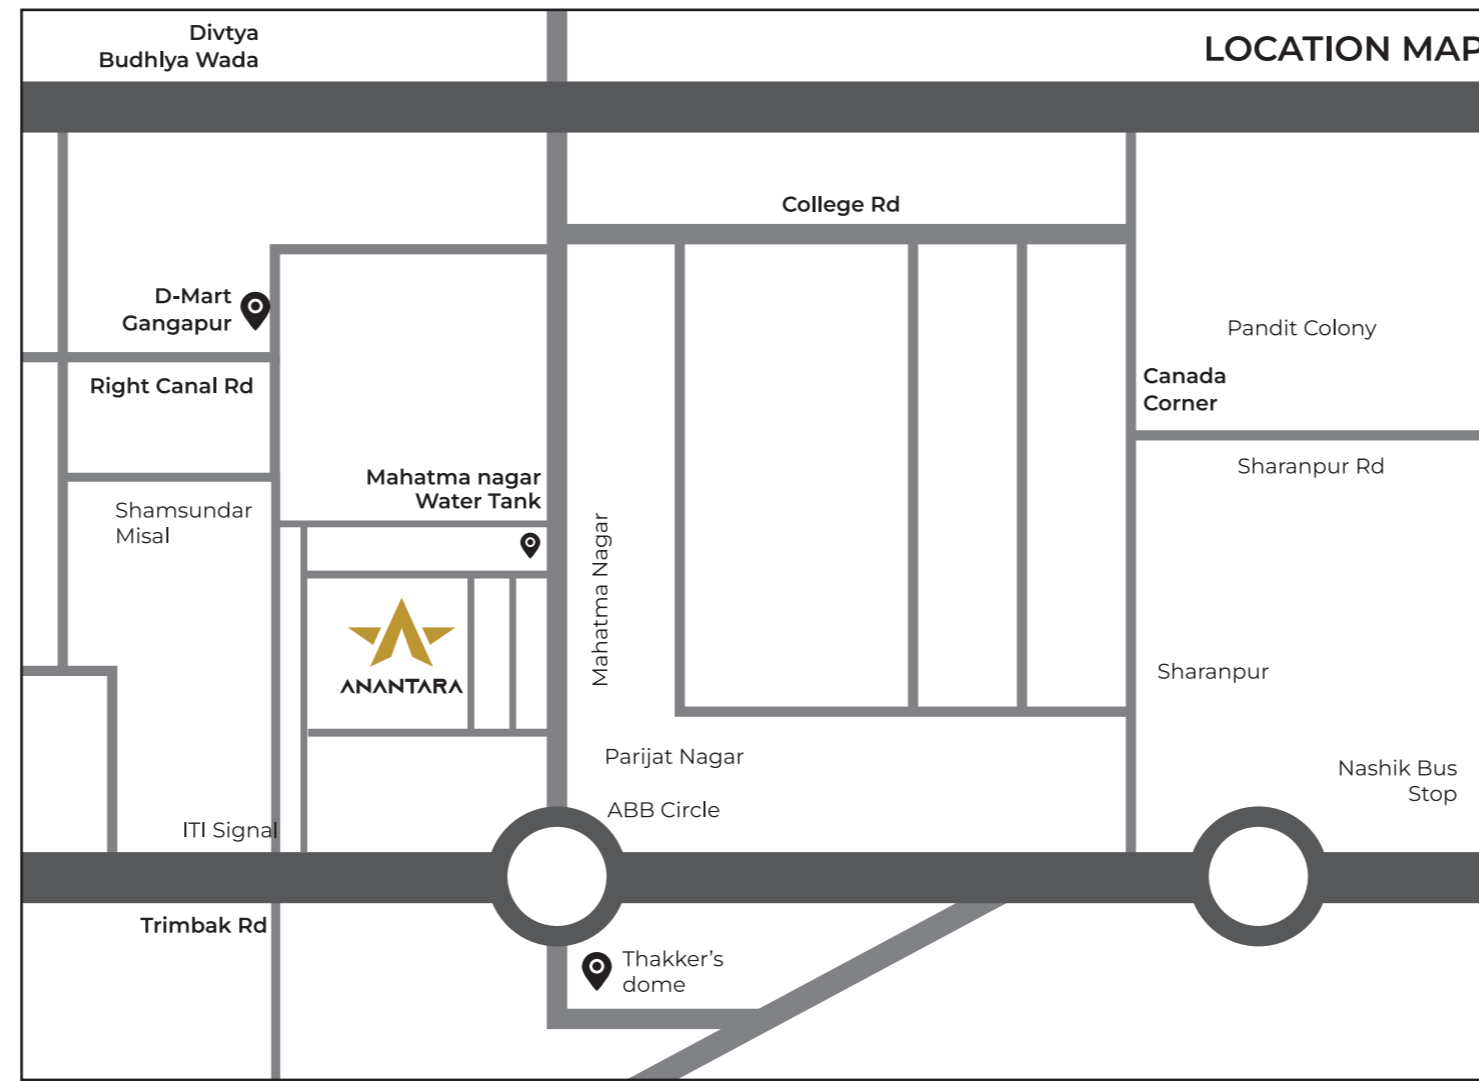 Divtya
Budhlya Wada
LOCATION MAP
College Rd
D-Mart
Gangapur
Right Canal Rd
Pandit Colony
Canada
Corner
Sharanpur Rd
Mahatma nagar
Water Tank
Shamsundar
Misal
Mahatma Nagar
ANANTARA
Sharanpur
Parijat Nagar
Nashik Bus
Stop
ABB Circle
ITI Signal
Trimbak Rd
Thakker’s
dome